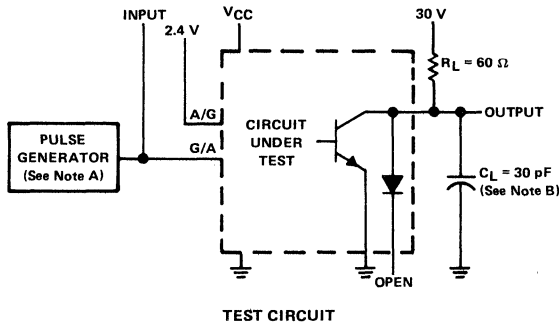 INPUT
VCC
30 V
2.4 V
RL = 60 Ω
A/G
OUTPUT
CIRCUIT
UNDER
TEST
PULSE
GENERATOR
(See Note A)
G/A
CL = 30 pF
(See Note B)
OPEN
TEST CIRCUIT